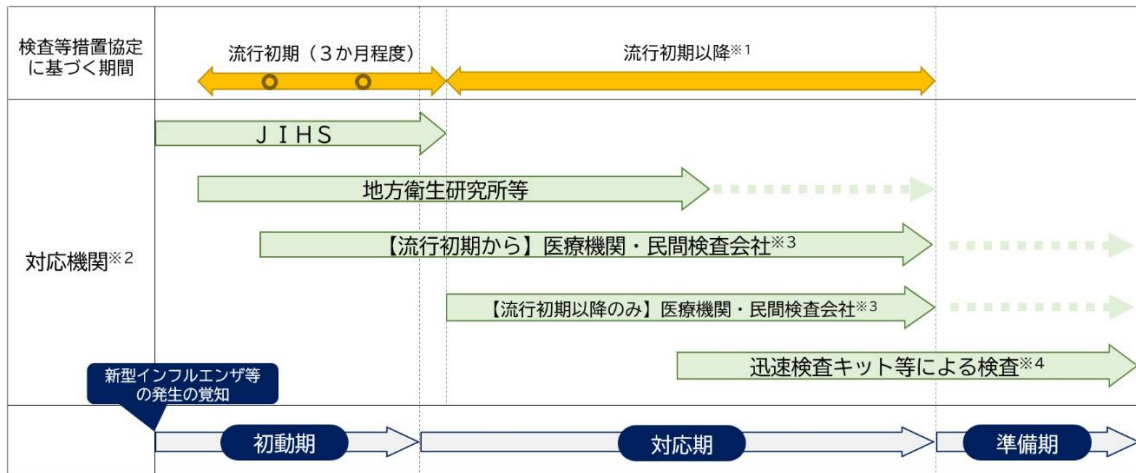 検査等措置協定
に基づく期間
流行初期（３か月程度）
流行初期以降※1
ＪＩＨＳ
地方衛生研究所等
【流行初期から】医療機関・民間検査会社※3
対応機関※2
【流行初期以降のみ】医療機関・民間検査会社※3
迅速検査キット等による検査※4
新型インフルエンザ等
の発生の覚知
初動期
対応期
準備期